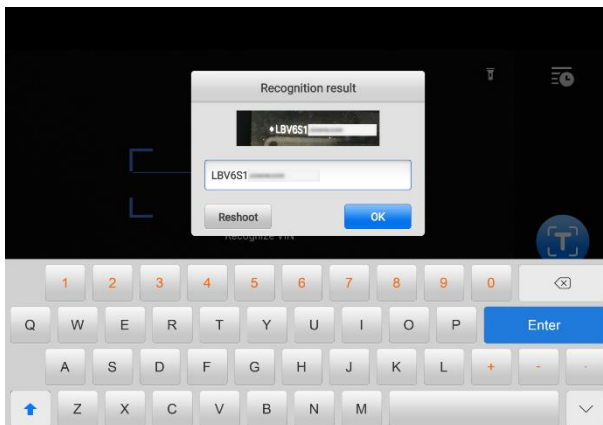 Recognition result
*LBV6S1
LBV6S1
Reshoot
OK
Recognize VIN
1 2 3 4 5 6 7 8 9 0
Q W E R T Y U I O P Enter
A S D F G H J K L + - ·
Z X C V B N M